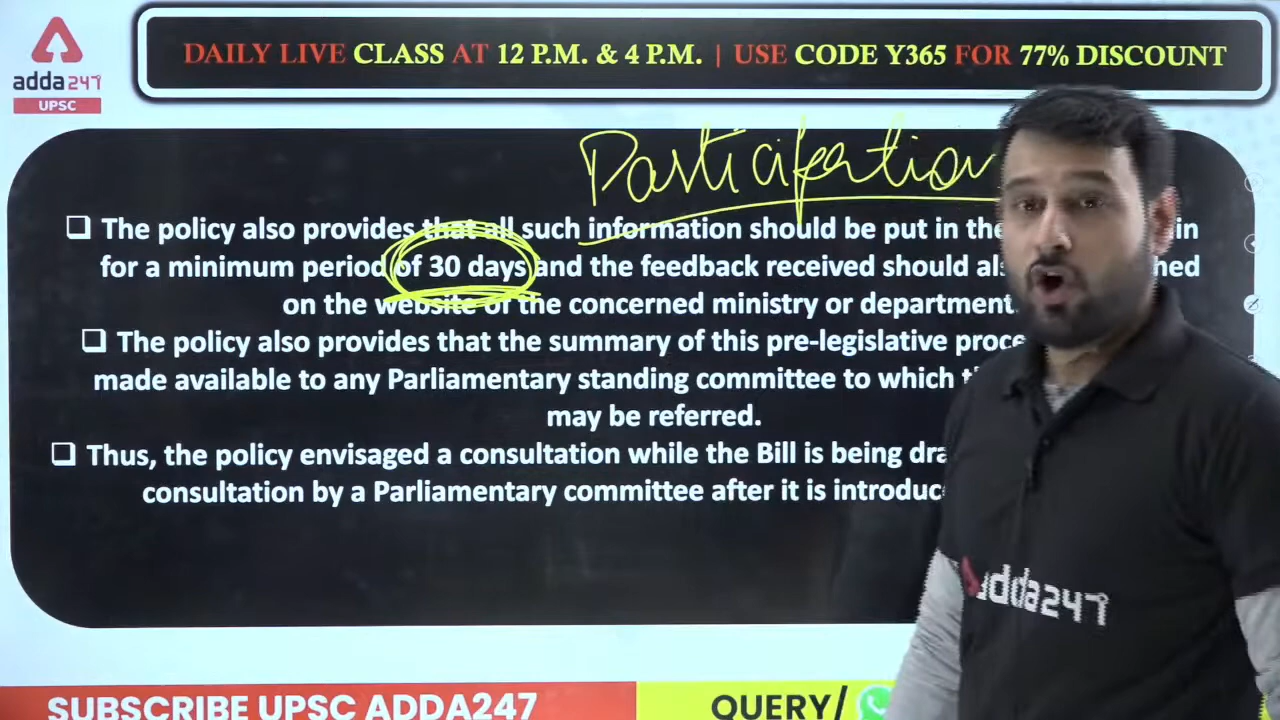 DAILY LIVE CLASS AT 12 P.M. & 4 P.M. | USE CODE Y365 FOR 77% DISCOUNT
adda247
UPSC
Participation
The policy also provides that all such information should be put in the in
for a minimum period of 30 days and the feedback received should hed
on the website of the concerned ministry or department.
The policy also provides that the summary of this pre-legislative
made available to any Parliamentary standing committee to which
may be referred.
Thus, the policy envisaged a consultation while the Bill is being
consultation by a Parliamentary committee after it is
adda247
SUBSCRIBE UPSC ADDA247
QUERY/